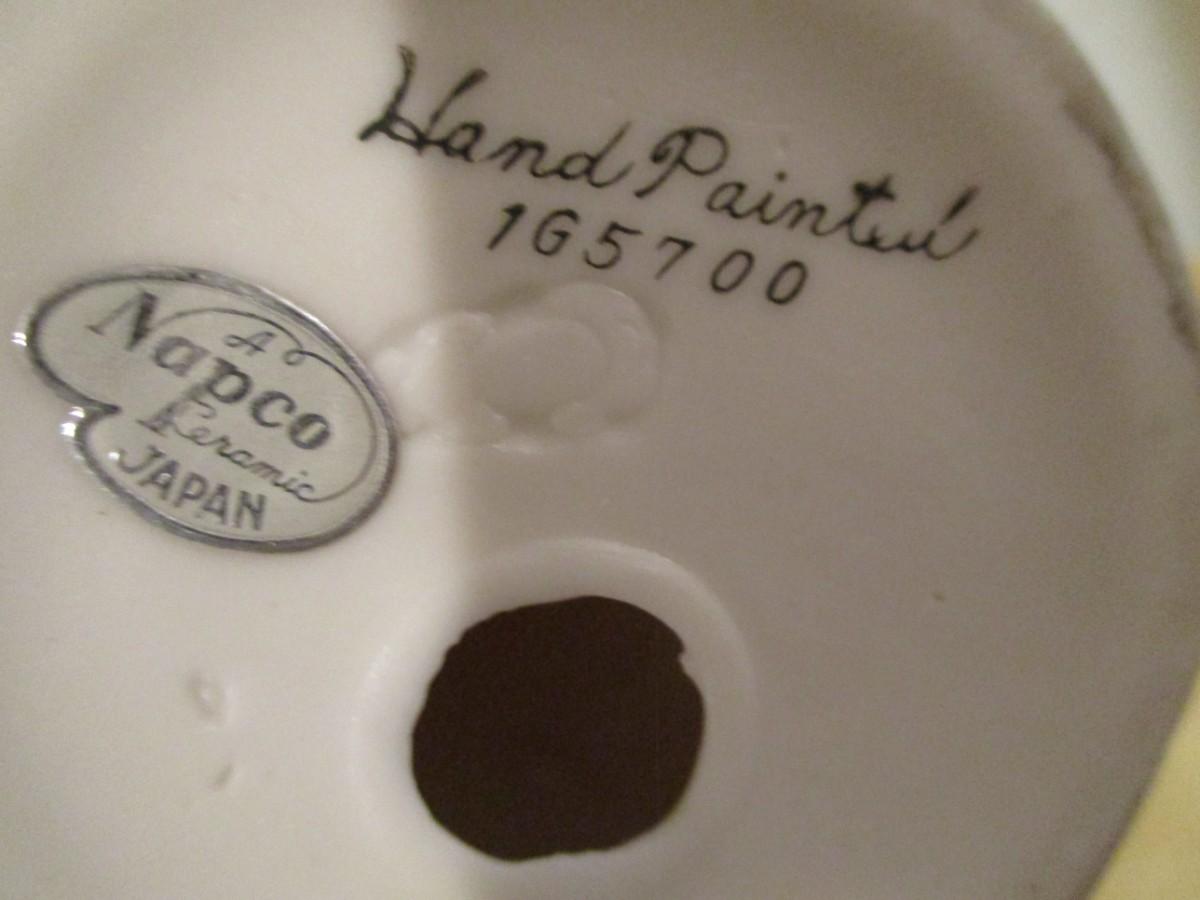 Hand Painted
1G5700
A
Napco
Ceramic
JAPAN